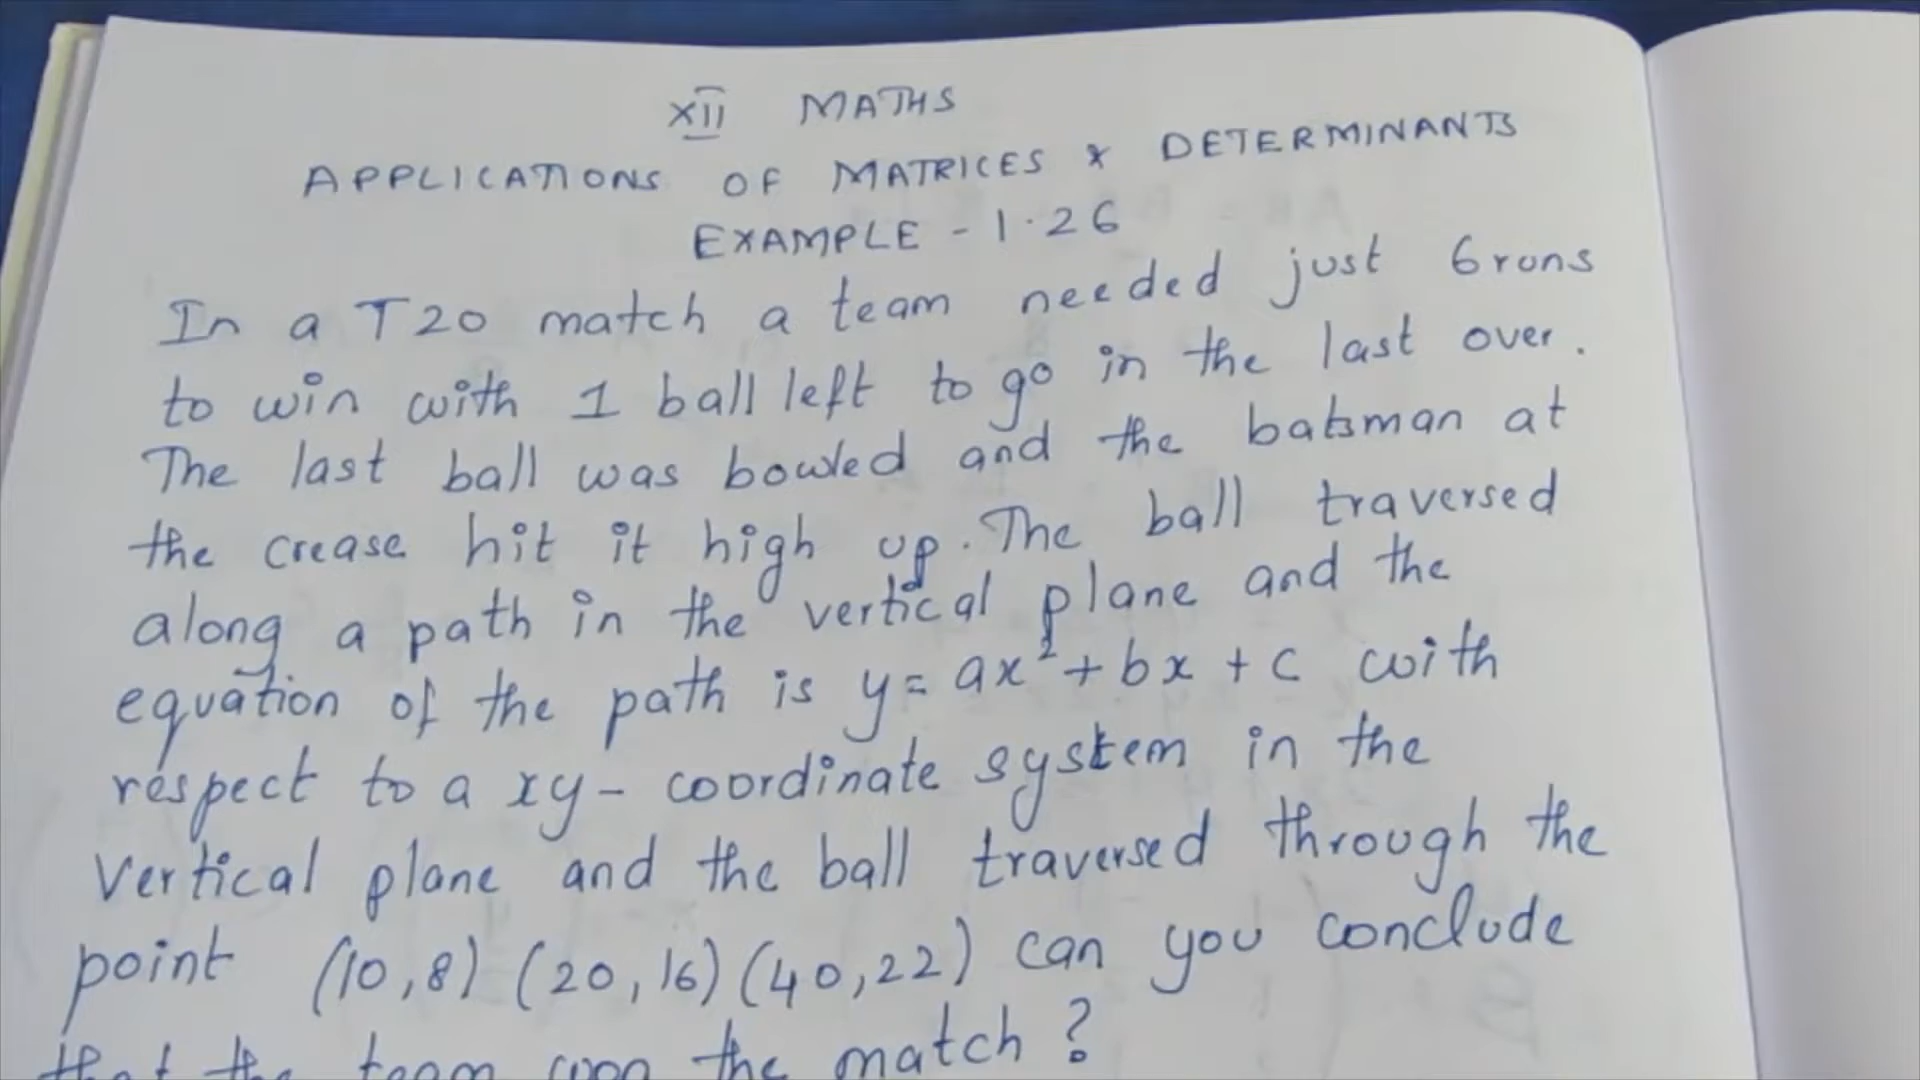 XII MATHS
APPLICATIONS OF MATRICES & DETERMINANTS
EXAMPLE - 1.26
In a T20 match a team needed just 6 runs
to win with 1 ball left to go in the last over.
The last ball was bowled and the batsman at
the crease hit it high up. The ball traversed
along a path in the vertical plane and the
equation of the path is y = ax² + bx + c with
respect to a xy- coordinate system in the
vertical plane and the ball traversed through the
point (10,8) (20,16) (40,22) can you conclude
that the team won the match ?